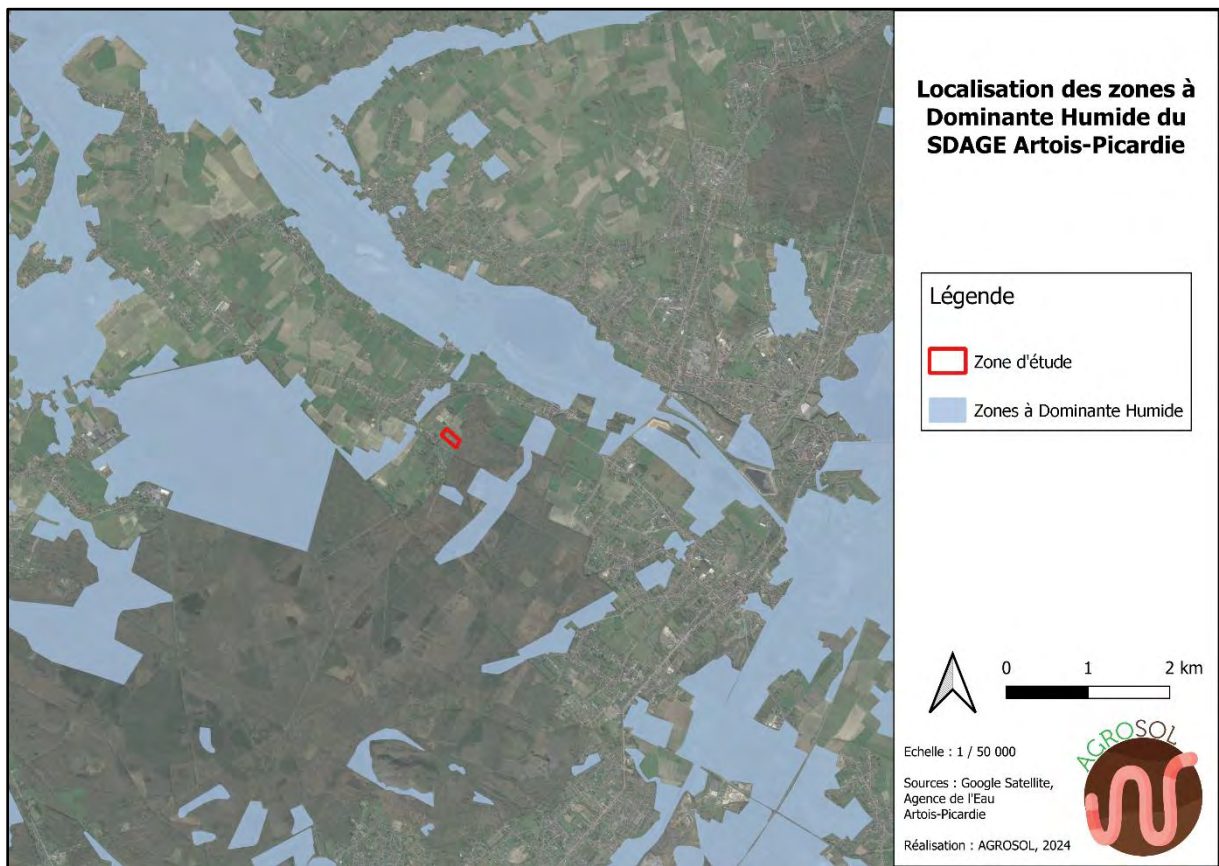 Localisation des zones à
Dominante Humide du
SDAGE Artois-Picardie
Légende
Zone d'étude
Zones à Dominante Humide
0 1 2 km
Echelle : 1 / 50 000
Sources : Google Satellite,
Agence de l'Eau
Artois-Picardie
Réalisation : AGROSOL, 2024
AGROSOL